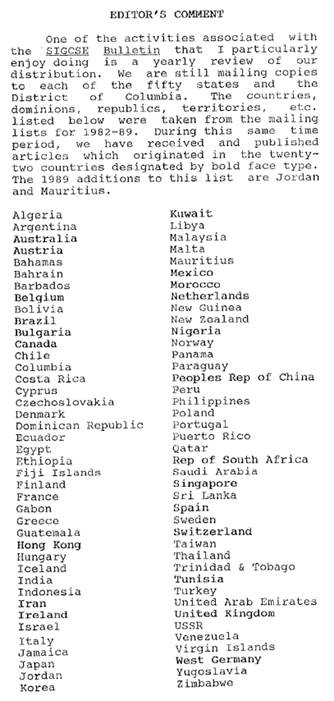 EDITOR'S COMMENT
One of the activities associated with
the SIGCSE Bulletin that I particularly
enjoy doing is a yearly review of our
distribution. We are still mailing copies
to each of the fifty states and the
District of Columbia. The countries,
dominions, republics, territories, etc.
listed below were taken from the mailing
lists for 1982-89. During this same time
period, we have received and published
articles which originated in the twenty-
two countries designated by bold face type.
The 1989 additions to this list are Jordan
and Mauritius.
Algeria
Argentina
Australia
Austria
Bahamas
Bahrain
Barbados
Belgium
Bolivia
Brazil
Bulgaria
Canada
Chile
Columbia
Costa Rica
Cyprus
Czechoslovakia
Denmark
Dominican Republic
Ecuador
Egypt
Ethiopia
Fiji Islands
Finland
France
Gabon
Greece
Guatemala
Hong Kong
Hungary
Iceland
India
Indonesia
Iran
Ireland
Israel
Italy
Jamaica
Japan
Jordan
Korea
Kuwait
Libya
Malaysia
Malta
Mauritius
Mexico
Morocco
Netherlands
New Guinea
New Zealand
Nigeria
Norway
Panama
Paraguay
Peoples Rep of China
Peru
Philippines
Poland
Portugal
Puerto Rico
Qatar
Rep of South Africa
Saudi Arabia
Singapore
Sri Lanka
Spain
Sweden
Switzerland
Taiwan
Thailand
Trinidad & Tobago
Tunisia
Turkey
United Arab Emirates
United Kingdom
USSR
Venezuela
Virgin Islands
West Germany
Yugoslavia
Zimbabwe